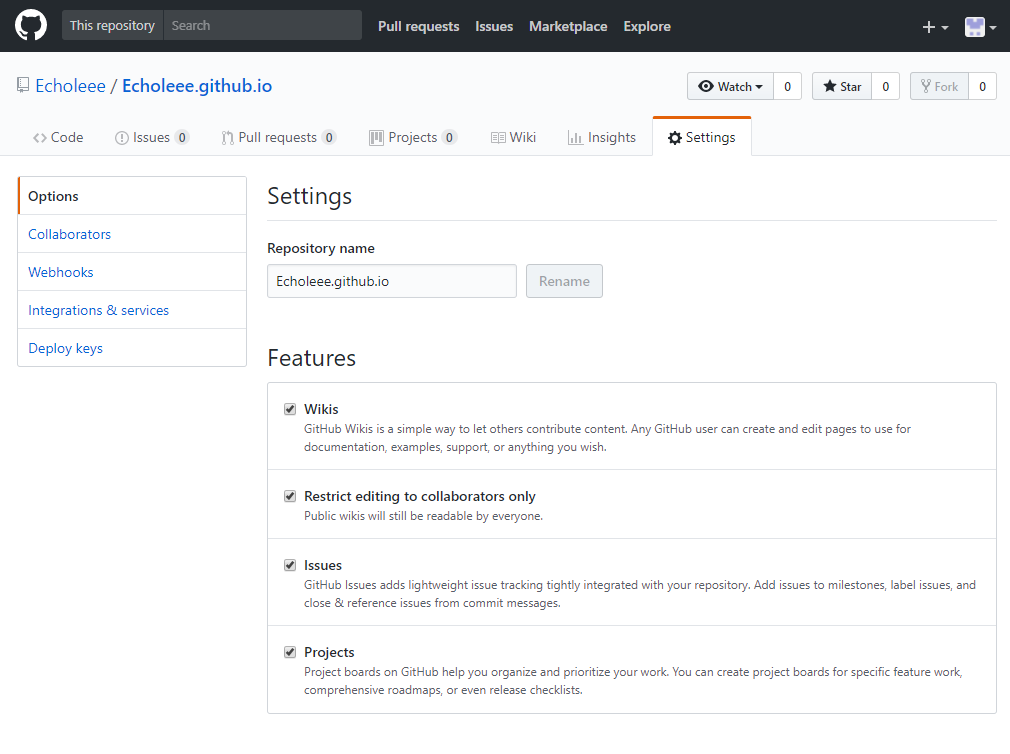 This repository Search Pull requests Issues Marketplace Explore
Echoleee / Echoleee.github.io Watch 0 Star 0 Fork 0
Code Issues 0 Pull requests 0 Projects 0 Wiki Insights Settings
Options
Collaborators
Webhooks
Integrations & services
Deploy keys
Settings
Repository name
Echoleee.github.io Rename
Features
Wikis
GitHub Wikis is a simple way to let others contribute content. Any GitHub user can create and edit pages to use for
documentation, examples, support, or anything you wish.
Restrict editing to collaborators only
Public wikis will still be readable by everyone.
Issues
GitHub Issues adds lightweight issue tracking tightly integrated with your repository. Add issues to milestones, label issues, and
close & reference issues from commit messages.
Projects
Project boards on GitHub help you organize and prioritize your work. You can create project boards for specific feature work,
comprehensive roadmaps, or even release checklists.